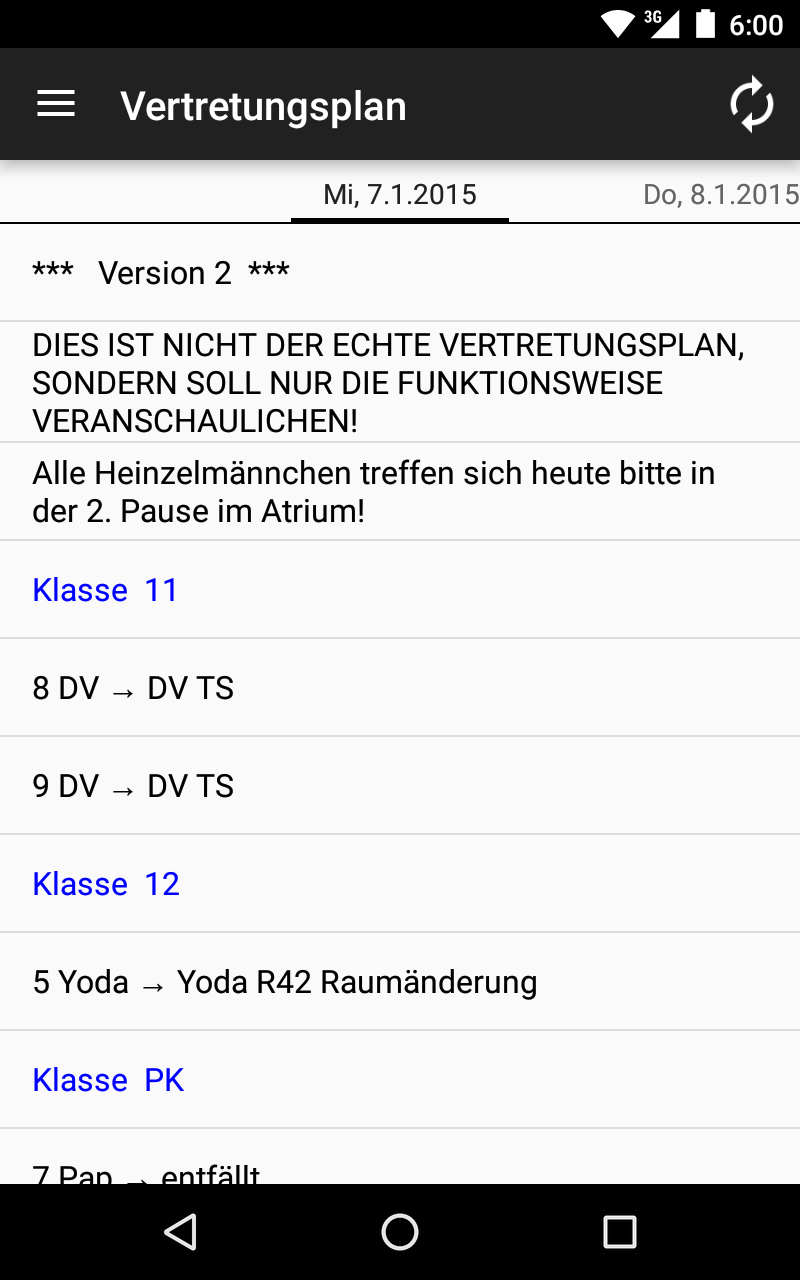 3G 6:00
Vertretungsplan
Mi, 7.1.2015 Do, 8.1.2015
*** Version 2 ***
DIES IST NICHT DER ECHTE VERTRETUNGSPLAN,
SONDERN SOLL NUR DIE FUNKTIONSWEISE
VERANSCHAULICHEN!
Alle Heinzelmännchen treffen sich heute bitte in
der 2. Pause im Atrium!
Klasse 11
8 DV → DV TS
9 DV → DV TS
Klasse 12
5 Yoda → Yoda R42 Raumänderung
Klasse PK
7 Pap → entfällt